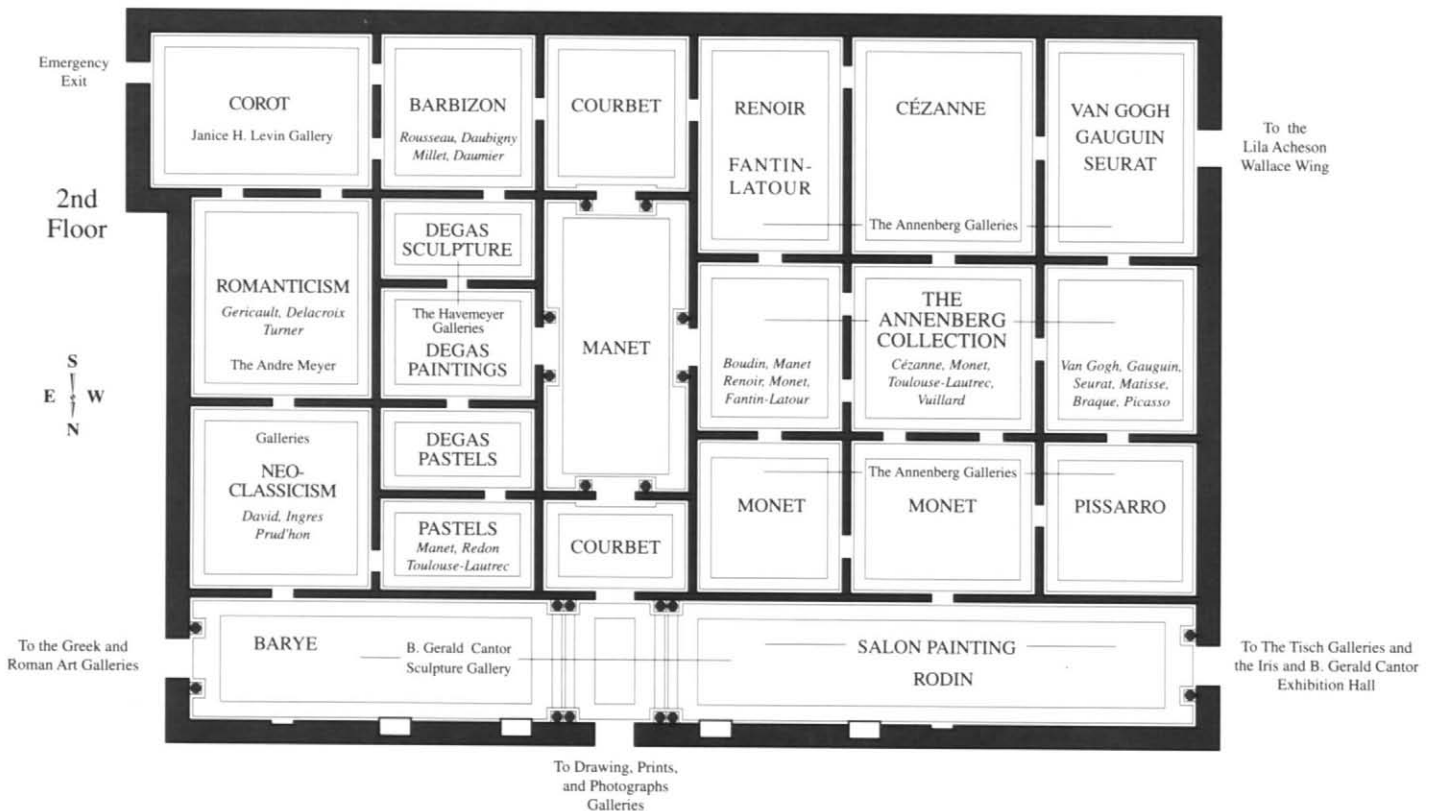 Emergency
Exit
COROT
Janice H. Levin Gallery
BARBIZON
Rousseau, Daubigny
Millet, Daumier
COURBET
RENOIR
FANTIN-
LATOUR
CÉZANNE
VAN GOGH
GAUGUIN
SEURAT
The Annenberg Galleries
To the
Lila Acheson
Wallace Wing
2nd
Floor
ROMANTICISM
Gericault, Delacroix
Turner
The Andre Meyer
DEGAS
SCULPTURE
The Havemeyer
Galleries
DEGAS
PAINTINGS
MANET
Boudin, Manet
Renoir, Monet,
Fantin-Latour
THE
ANNENBERG
COLLECTION
Cézanne, Monet,
Toulouse-Lautrec,
Vuillard
Van Gogh, Gauguin,
Seurat, Matisse,
Braque, Picasso
S
E W
N
Galleries
NEO-
CLASSICISM
David, Ingres
Prud'hon
DEGAS
PASTELS
PASTELS
Manet, Redon
Toulouse-Lautrec
COURBET
The Annenberg Galleries
MONET
MONET
PISSARRO
To the Greek and
Roman Art Galleries
BARYE
B. Gerald Cantor
Sculpture Gallery
SALON PAINTING
RODIN
To The Tisch Galleries and
the Iris and B. Gerald Cantor
Exhibition Hall
To Drawing, Prints,
and Photographs
Galleries